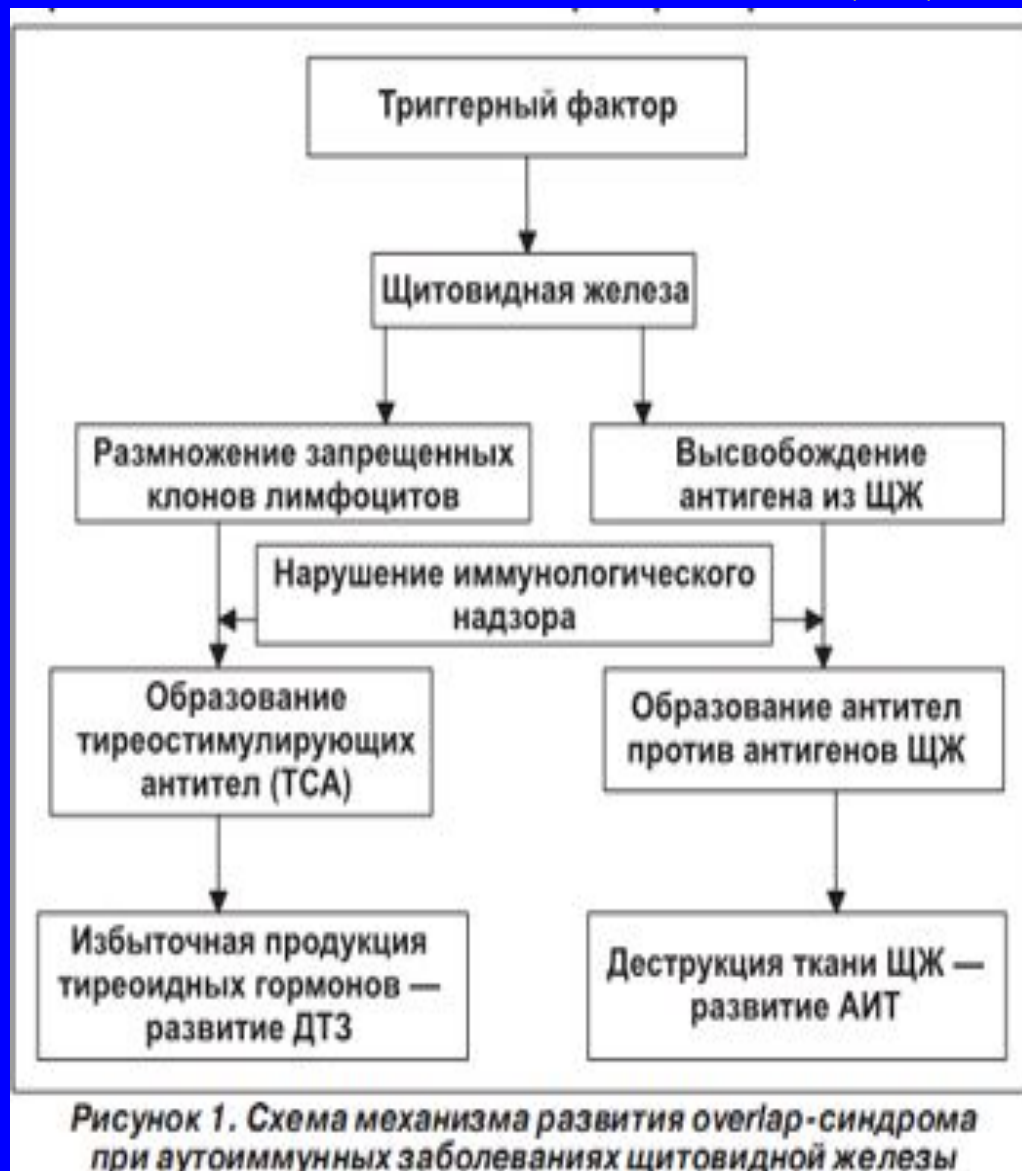 Триггерный фактор
Щитовидная железа
Размножение запрещенных
клонов лимфоцитов
Высвобождение
антигена из ЩЖ
Нарушение иммунологического
надзора
Образование
тиреостимулирующих
антител (ТСА)
Образование антител
против антигенов ЩЖ
Избыточная продукция
тиреоидных гормонов —
развитие ДТЗ
Деструкция ткани ЩЖ —
развитие АИТ
Рисунок 1. Схема механизма развития overlap-синдрома
при аутоиммунных заболеваниях щитовидной железы